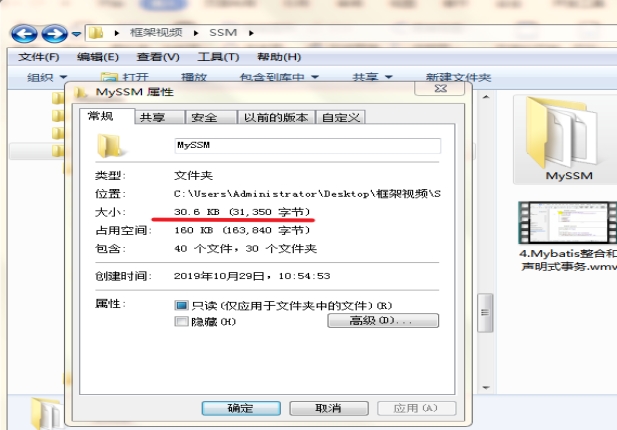 框架视频 ▸ SSM ▸
文件(F) 编辑(E) 查看(V) 工具(T) 帮助(H)
组织 打开 播放 包含到库中 共享 新建文件夹
MySSM 属性
常规 共享 安全 以前的版本 自定义
MySSM
类型: 文件夹
位置: C:\Users\Administrator\Desktop\框架视频\S
大小: 30.6 KB (31,350 字节)
占用空间: 160 KB (163,840 字节)
包含: 40 个文件，30 个文件夹
创建时间: 2019年10月29日，10:54:53
属性: 只读(仅应用于文件夹中的文件)(R)
隐藏(H)
高级(D)...
确定 取消 应用(A)
MySSM
4.Mybatis整合和
声明式事务.wmv